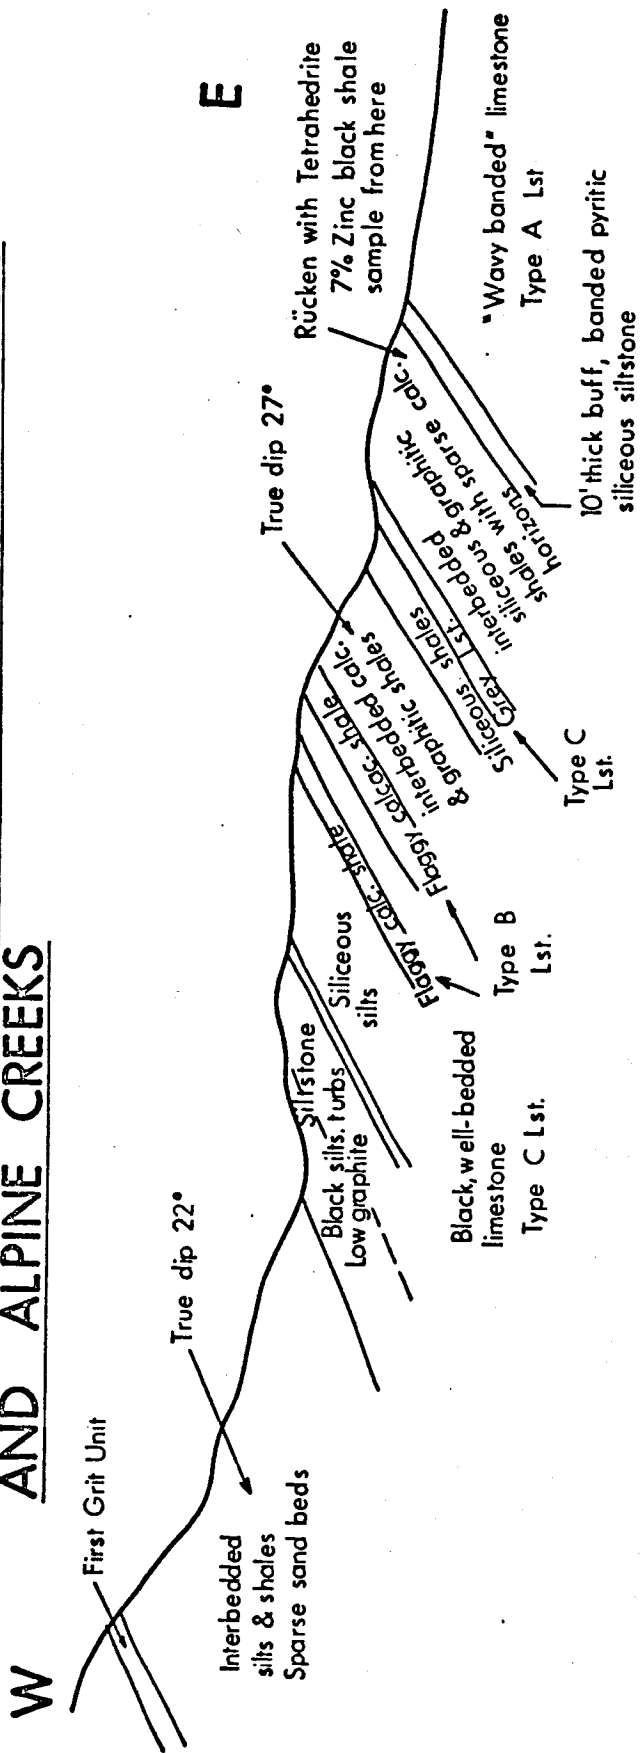 AND ALPINE CREEKS
W
E
First Grit Unit
True dip 22°
True dip 27°
Rücken with Tetrahedrite
7% Zinc black shale
sample from here
Interbedded
silts & shales
Sparse sand beds
Siltstone
Black silts. turbs
Low graphite
Siliceous
silts
Black, well-bedded
limestone
Type C Lst.
Flaggy calc. shale
Flaggy calcac. shale
Type B
Lst.
interbedded calc.
& graphitic shales
Siliceous shales
Grey Lst.
Type C
Lst.
interbedded
siliceous & graphitic
shales with sparse calc.
horizons
"Wavy banded" limestone
Type A Lst
10' thick buff, banded pyritic
siliceous siltstone